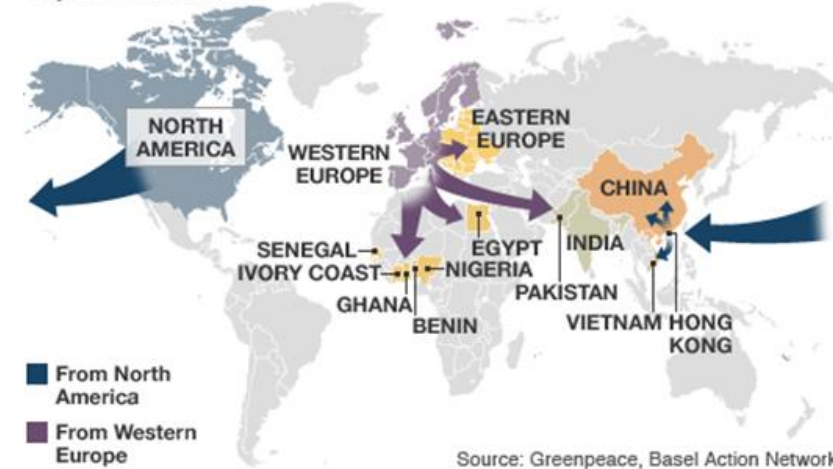 NORTH
AMERICA
WESTERN
EUROPE
EASTERN
EUROPE
CHINA
SENEGAL
IVORY COAST
GHANA
BENIN
NIGERIA
EGYPT
PAKISTAN
INDIA
VIETNAM
HONG
KONG
From North
America
From Western
Europe
Source: Greenpeace, Basel Action Network